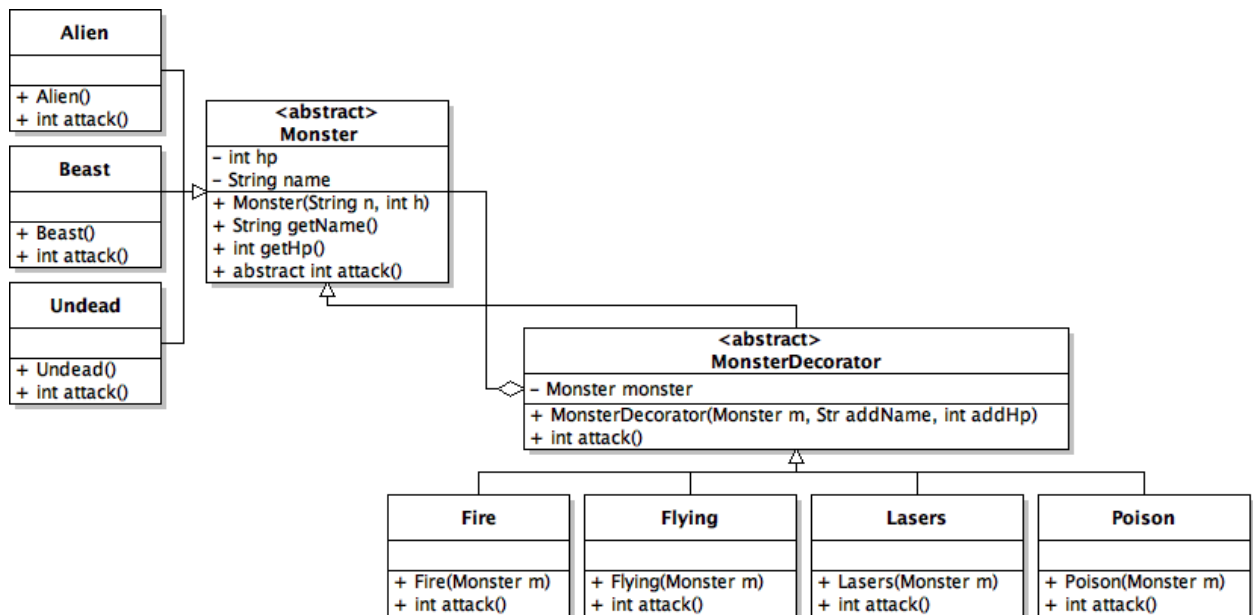 Alien
+ Alien()
+ int attack()
Beast
+ Beast()
+ int attack()
Undead
+ Undead()
+ int attack()
<abstract>
Monster
– int hp
– String name
+ Monster(String n, int h)
+ String getName()
+ int getHp()
+ abstract int attack()
<abstract>
MonsterDecorator
– Monster monster
+ MonsterDecorator(Monster m, Str addName, int addHp)
+ int attack()
Fire
+ Fire(Monster m)
+ int attack()
Flying
+ Flying(Monster m)
+ int attack()
Lasers
+ Lasers(Monster m)
+ int attack()
Poison
+ Poison(Monster m)
+ int attack()